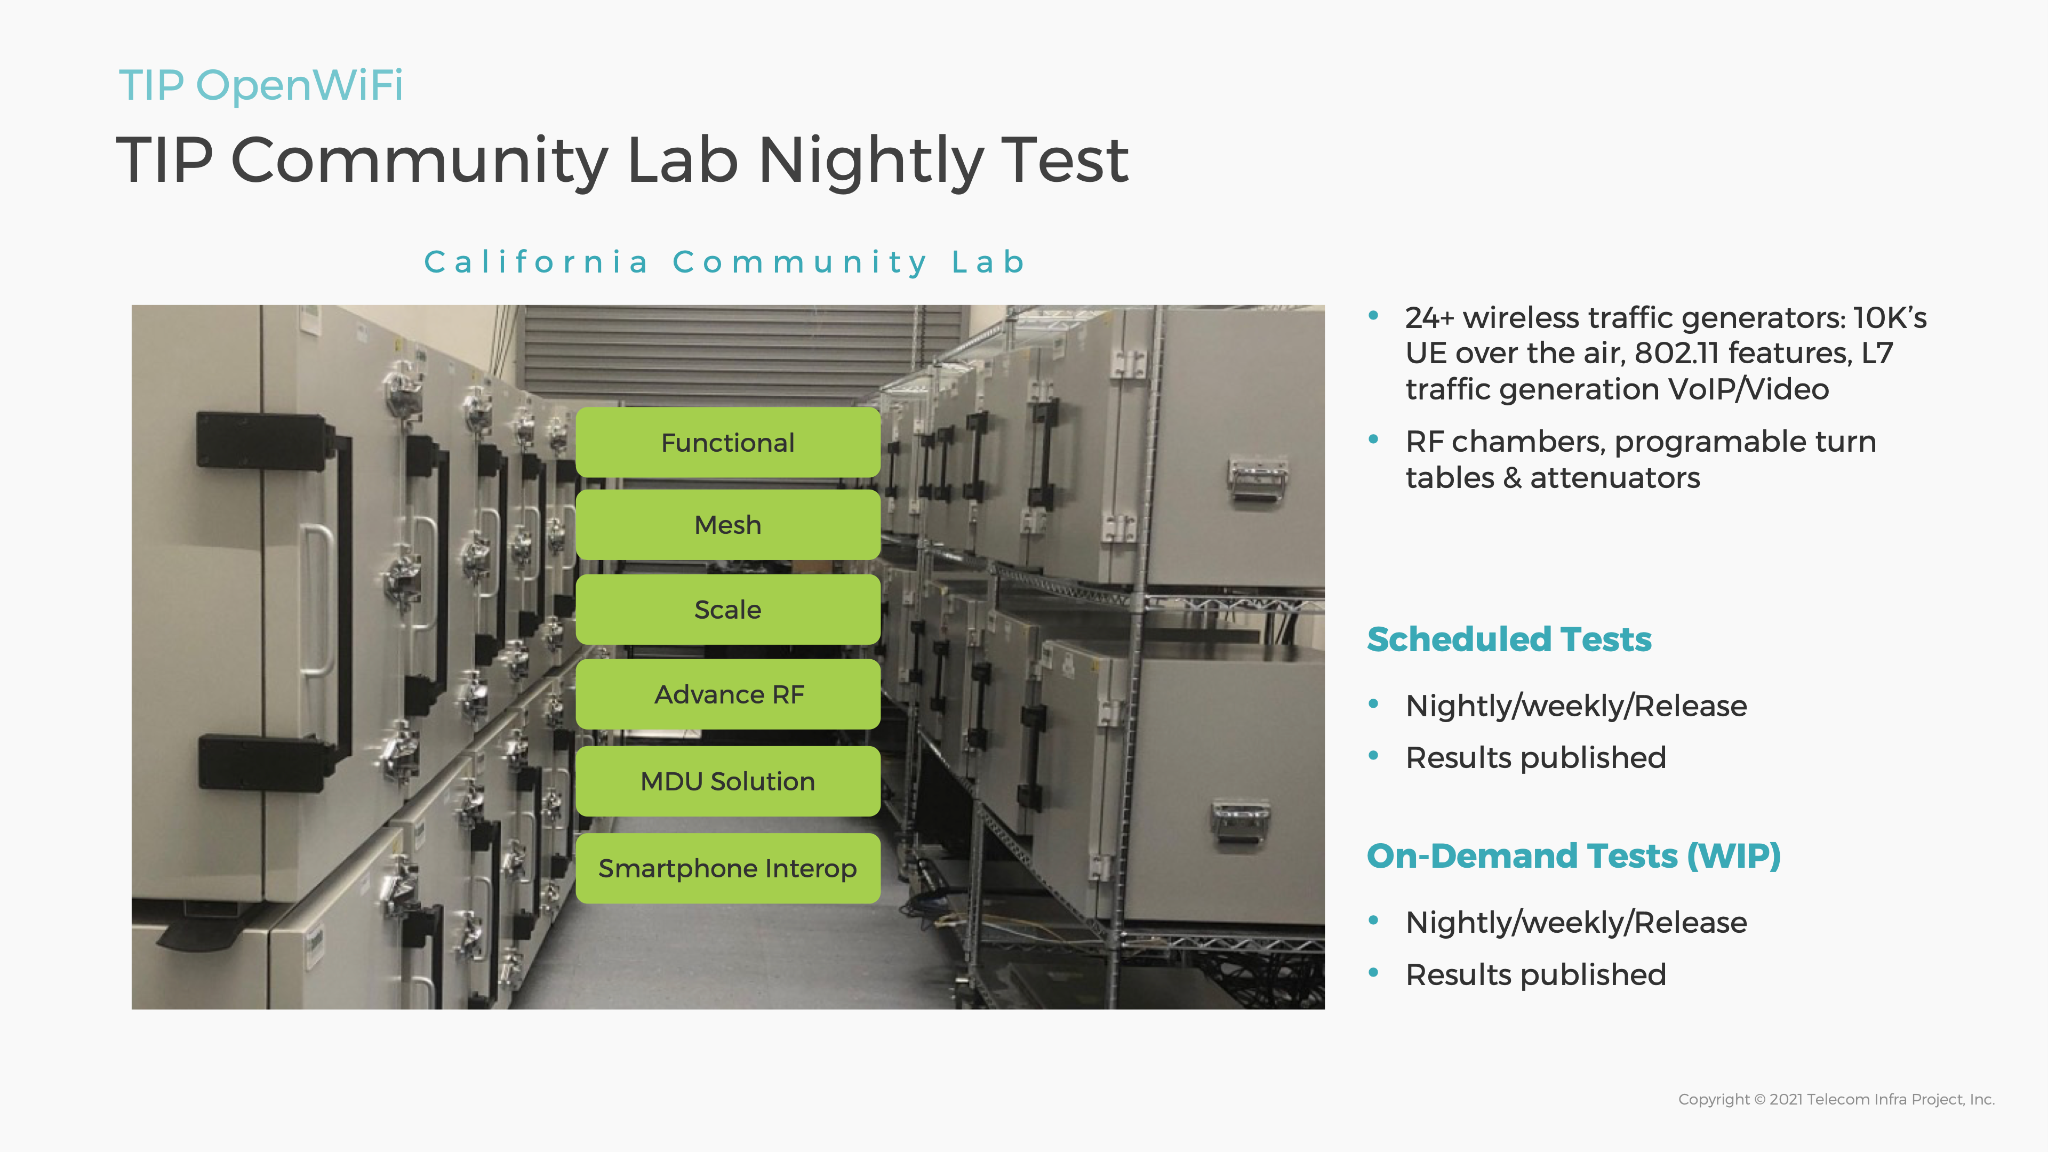 TIP OpenWiFi
TIP Community Lab Nightly Test
California Community Lab
Functional
Mesh
Scale
Advance RF
MDU Solution
Smartphone Interop
• 24+ wireless traffic generators: 10K’s
UE over the air, 802.11 features, L7
traffic generation VoIP/Video
• RF chambers, programable turn
tables & attenuators
Scheduled Tests
• Nightly/weekly/Release
• Results published
On-Demand Tests (WIP)
• Nightly/weekly/Release
• Results published
Copyright © 2021 Telecom Infra Project, Inc.